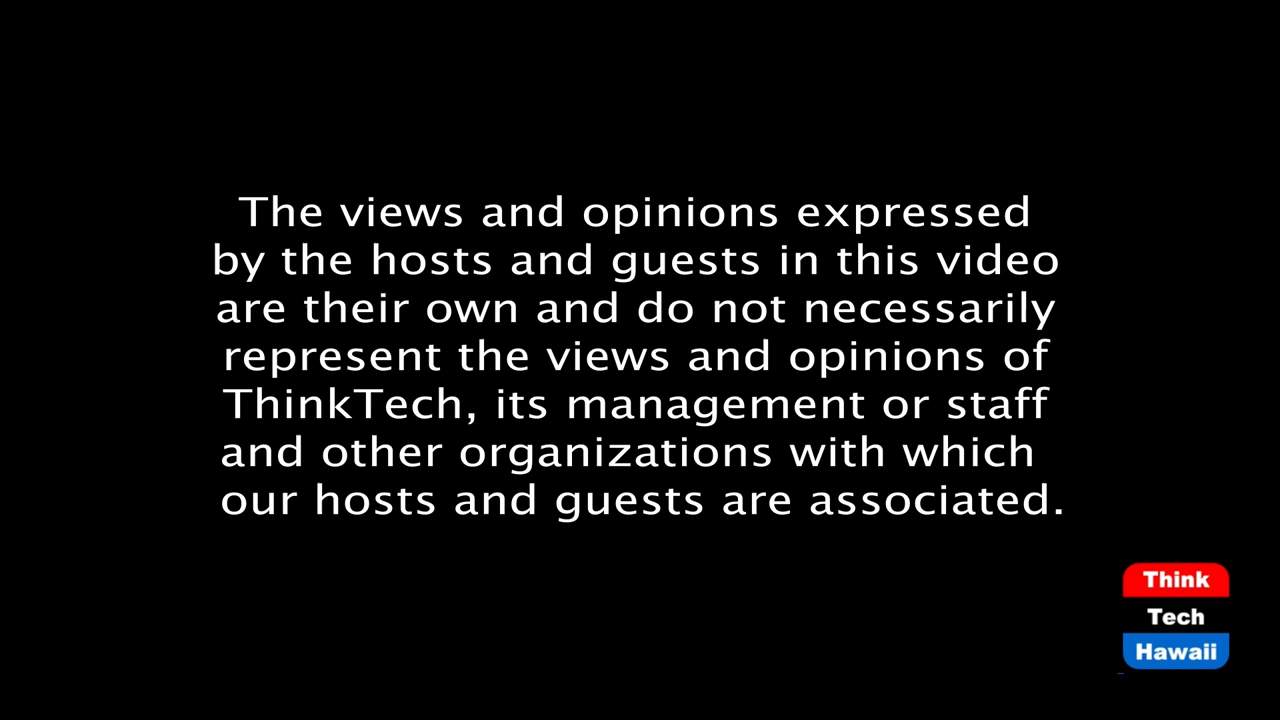 The views and opinions expressed
by the hosts and guests in this video
are their own and do not necessarily
represent the views and opinions of
ThinkTech, its management or staff
and other organizations with which
our hosts and guests are associated.
Think
Tech
Hawaii